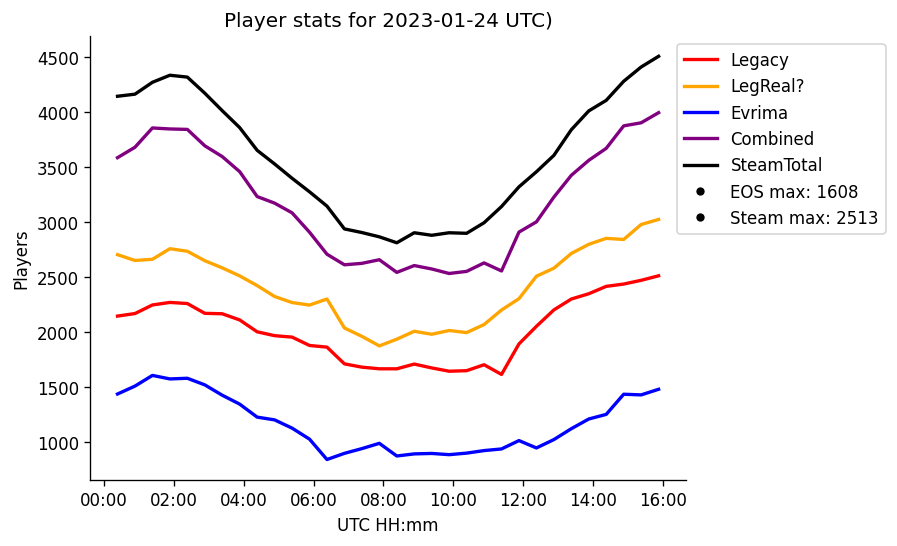 Player stats for 2023-01-24 UTC)
Legacy
LegReal?
Evrima
Combined
SteamTotal
EOS max: 1608
Steam max: 2513
Players
4500
4000
3500
3000
2500
2000
1500
1000
00:00 02:00 04:00 06:00 08:00 10:00 12:00 14:00 16:00
UTC HH:mm